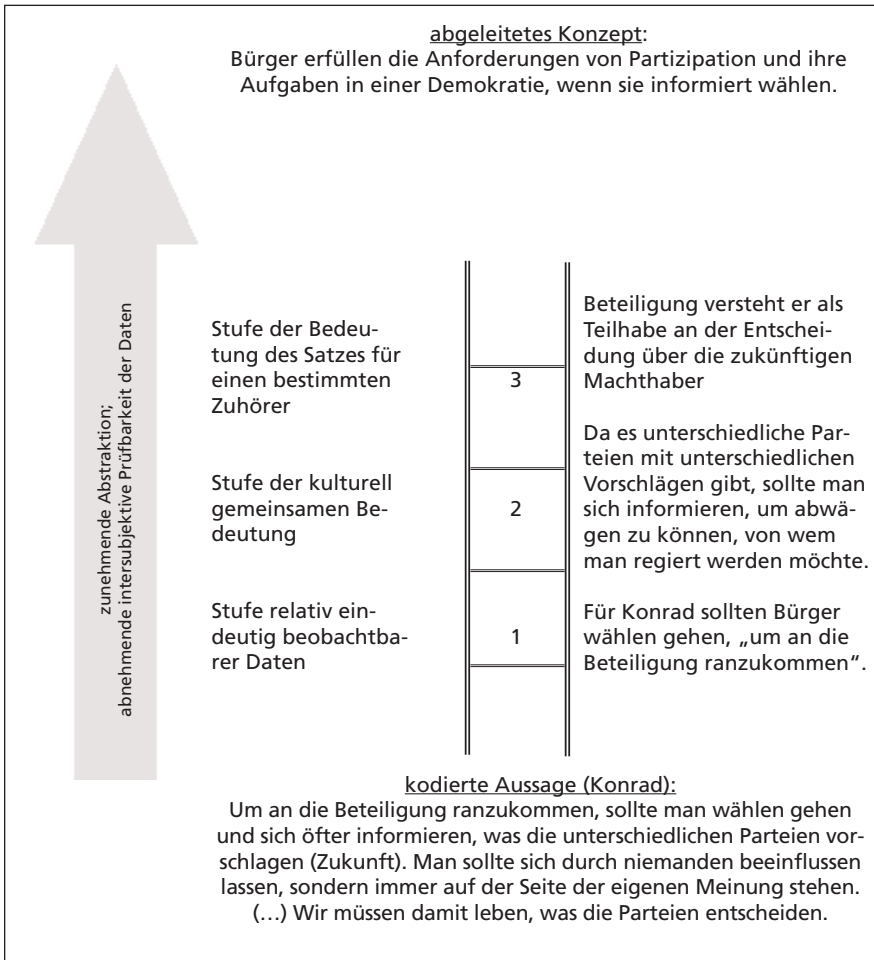 abgeleitetes Konzept:
Bürger erfüllen die Anforderungen von Partizipation und ihre
Aufgaben in einer Demokratie, wenn sie informiert wählen.
zunehmende Abstraktion;
abnehmende intersubjektive Prüfbarkeit der Daten
Stufe der Bedeu-
tung des Satzes für
einen bestimmten
Zuhörer
3
Beteiligung versteht er als
Teilhabe an der Entschei-
dung über die zukünftigen
Machthaber
Stufe der kulturell
gemeinsamen Be-
deutung
2
Da es unterschiedliche Par-
teien mit unterschiedlichen
Vorschlägen gibt, sollte man
sich informieren, um abwä-
gen zu können, von wem
man regiert werden möchte.
Stufe relativ ein-
deutig beobachtba-
rer Daten
1
Für Konrad sollten Bürger
wählen gehen, „um an die
Beteiligung ranzukommen“.
kodierte Aussage (Konrad):
Um an die Beteiligung ranzukommen, sollte man wählen gehen
und sich öfter informieren, was die unterschiedlichen Parteien vor-
schlagen (Zukunft). Man sollte sich durch niemanden beeinflussen
lassen, sondern immer auf der Seite der eigenen Meinung stehen.
(…) Wir müssen damit leben, was die Parteien entscheiden.